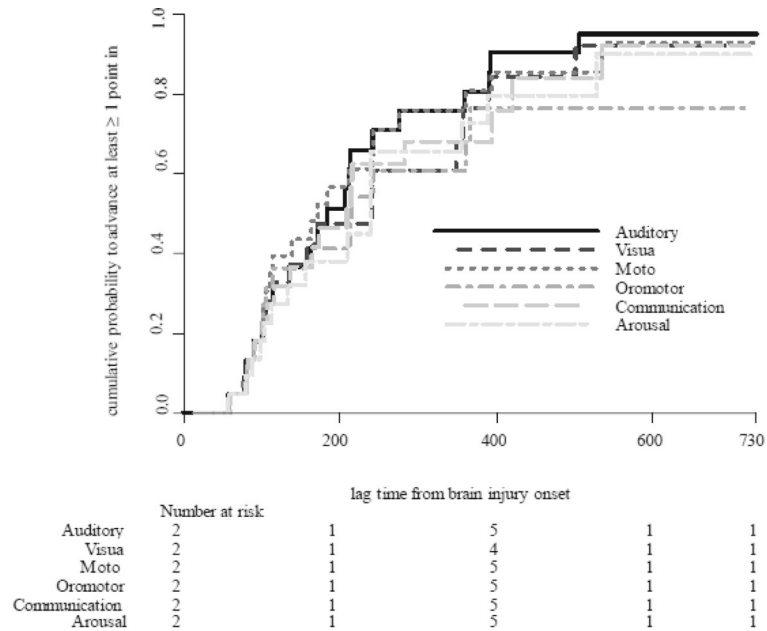 cumulative probability to advance at least ≥ 1 point in
1.0
0.8
0.6
0.4
0.2
0.0
Auditory
Visua
Moto
Oromotor
Communication
Arousal
0 200 400 600 730
lag time from brain injury onset
Number at risk
Auditory 2 1 5 1 1
Visua 2 1 4 1 1
Moto 2 1 5 1 1
Oromotor 2 1 5 1 1
Communication 2 1 5 1 1
Arousal 2 1 5 1 1